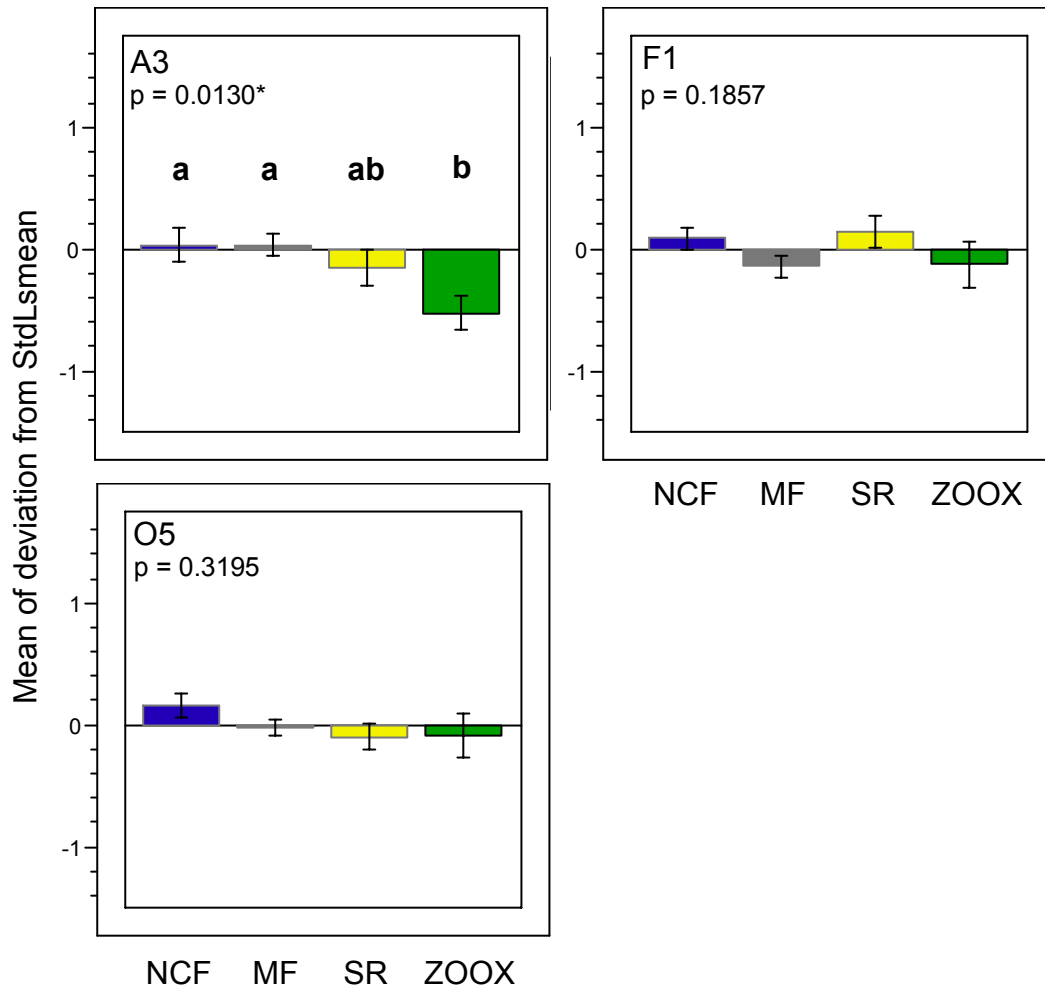 Mean of deviation from StdLsmean
A3
p = 0.0130*
a a ab b
1
0
-1
F1
p = 0.1857
1
0
-1
NCF MF SR ZOOX
O5
p = 0.3195
1
0
-1
NCF MF SR ZOOX